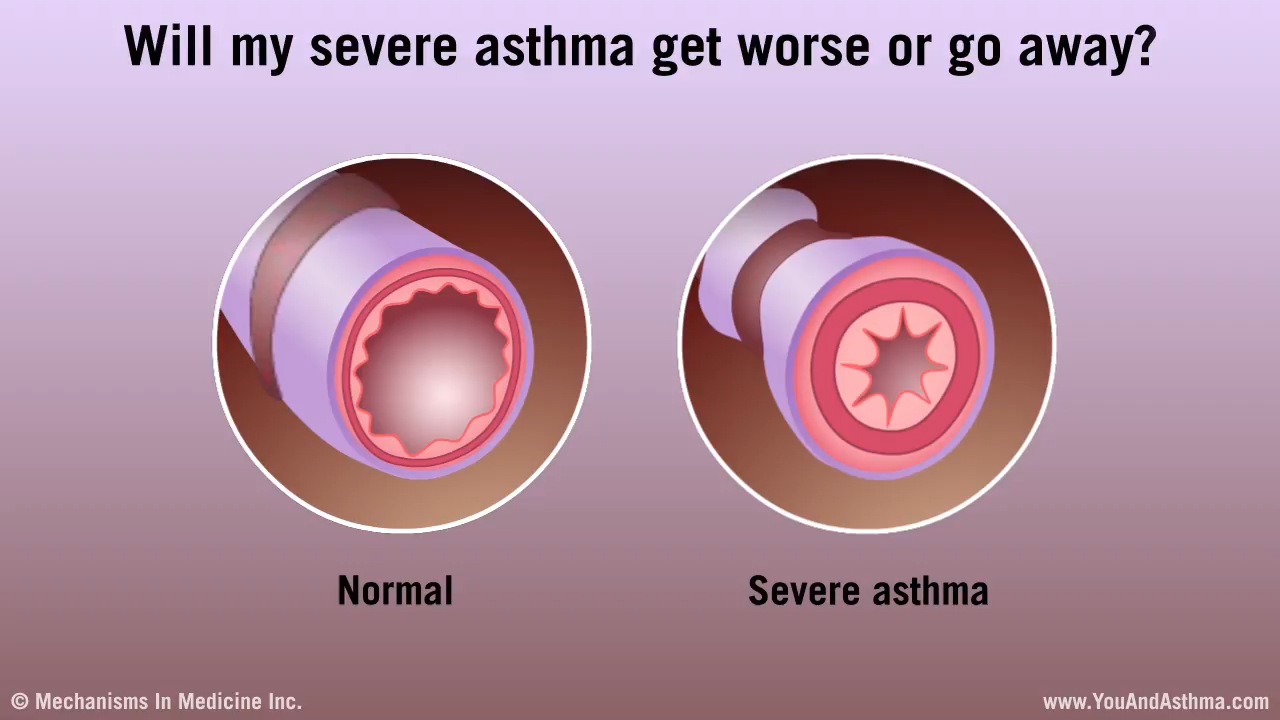 Will my severe asthma get worse or go away?
Normal
Severe asthma
© Mechanisms In Medicine Inc.
www.YouAndAsthma.com